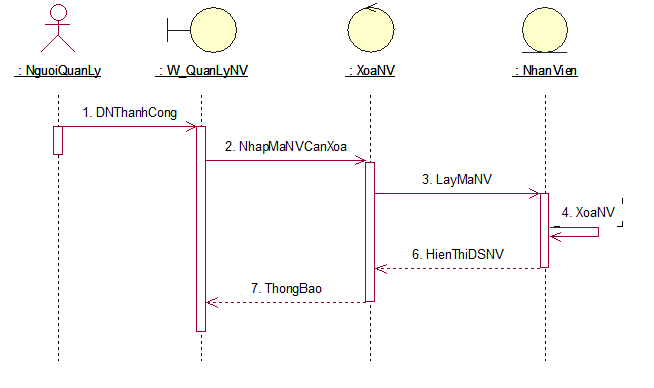 : NguoiQuanLy
: W_QuanLyNV
: XoaNV
: NhanVien
1. DNThanhCong
2. NhapMaNVCanXoa
3. LayMaNV
4. XoaNV
6. HienThiDSNV
7. ThongBao